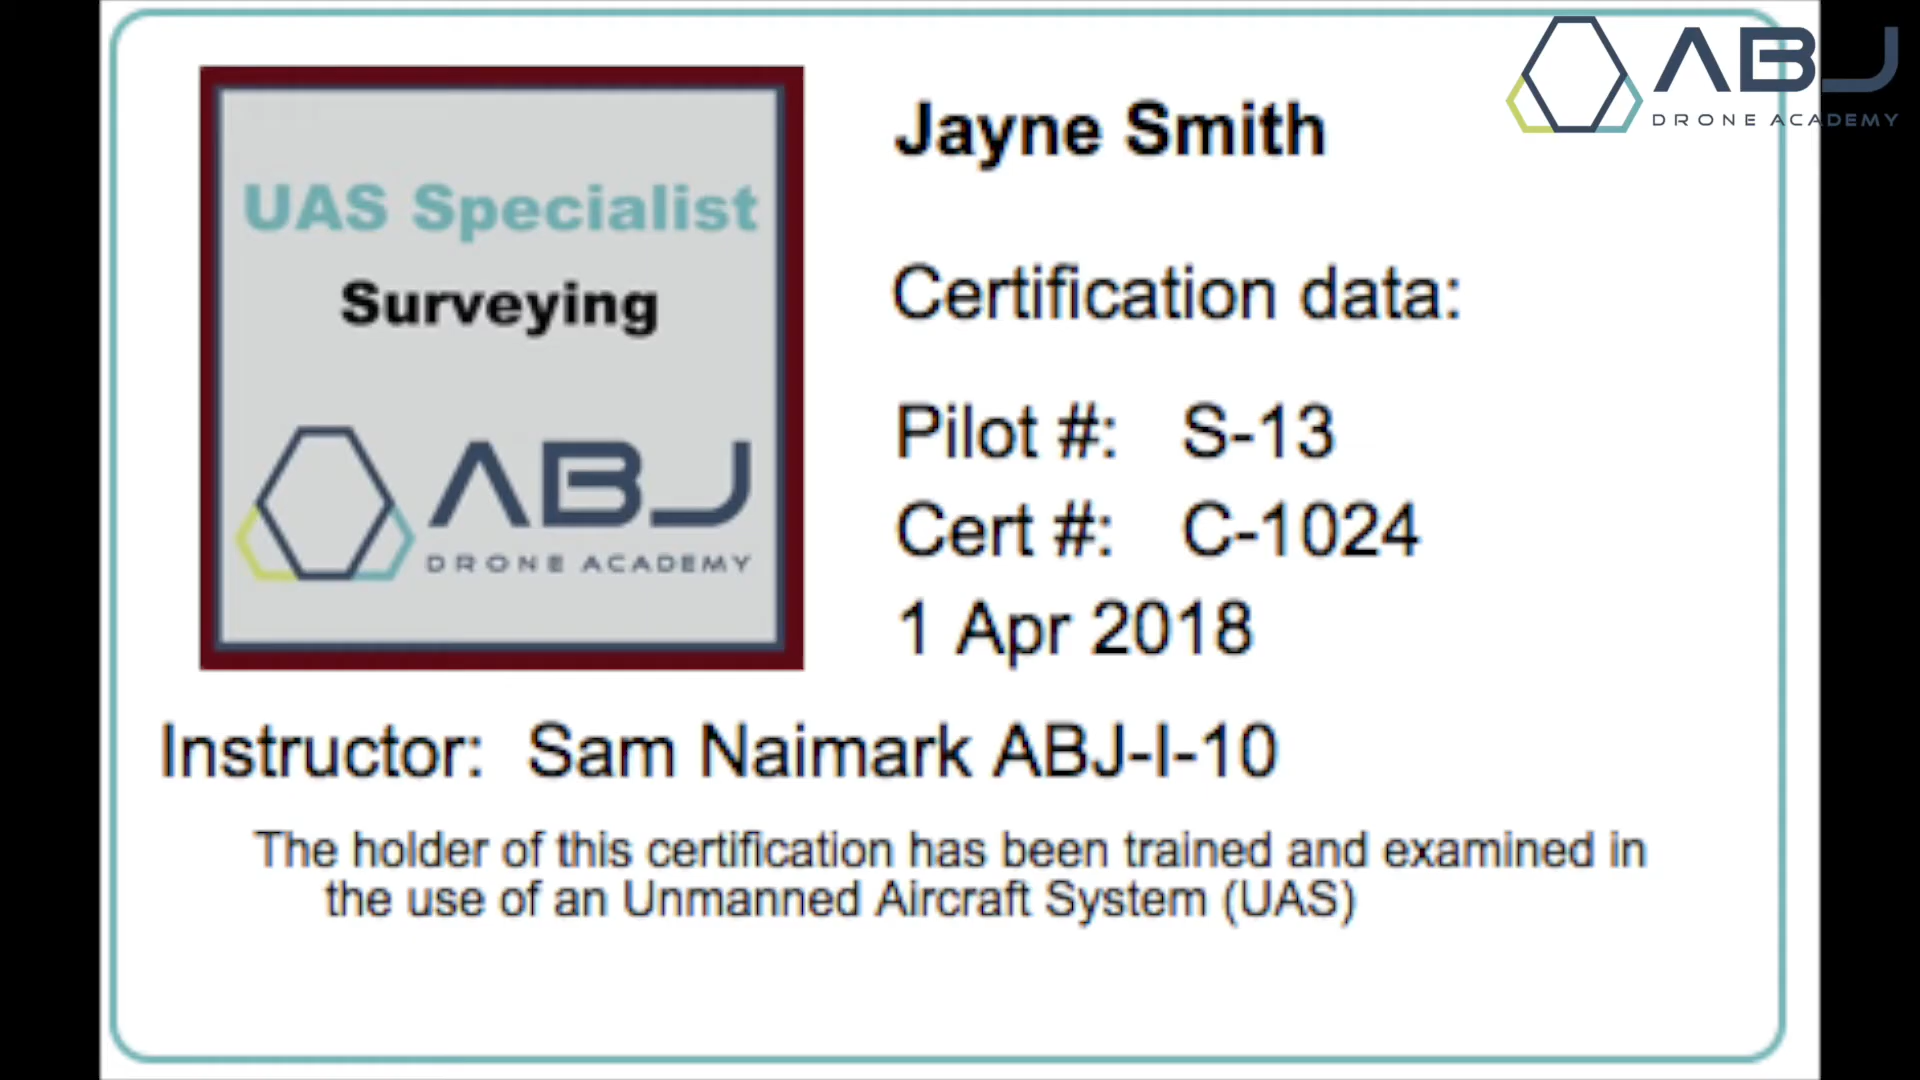 ABJ
DRONE ACADEMY
Jayne Smith
UAS Specialist
Surveying
ABJ
DRONE ACADEMY
Certification data:
Pilot #: S-13
Cert #: C-1024
1 Apr 2018
Instructor: Sam Naimark ABJ-I-10
The holder of this certification has been trained and examined in
the use of an Unmanned Aircraft System (UAS)